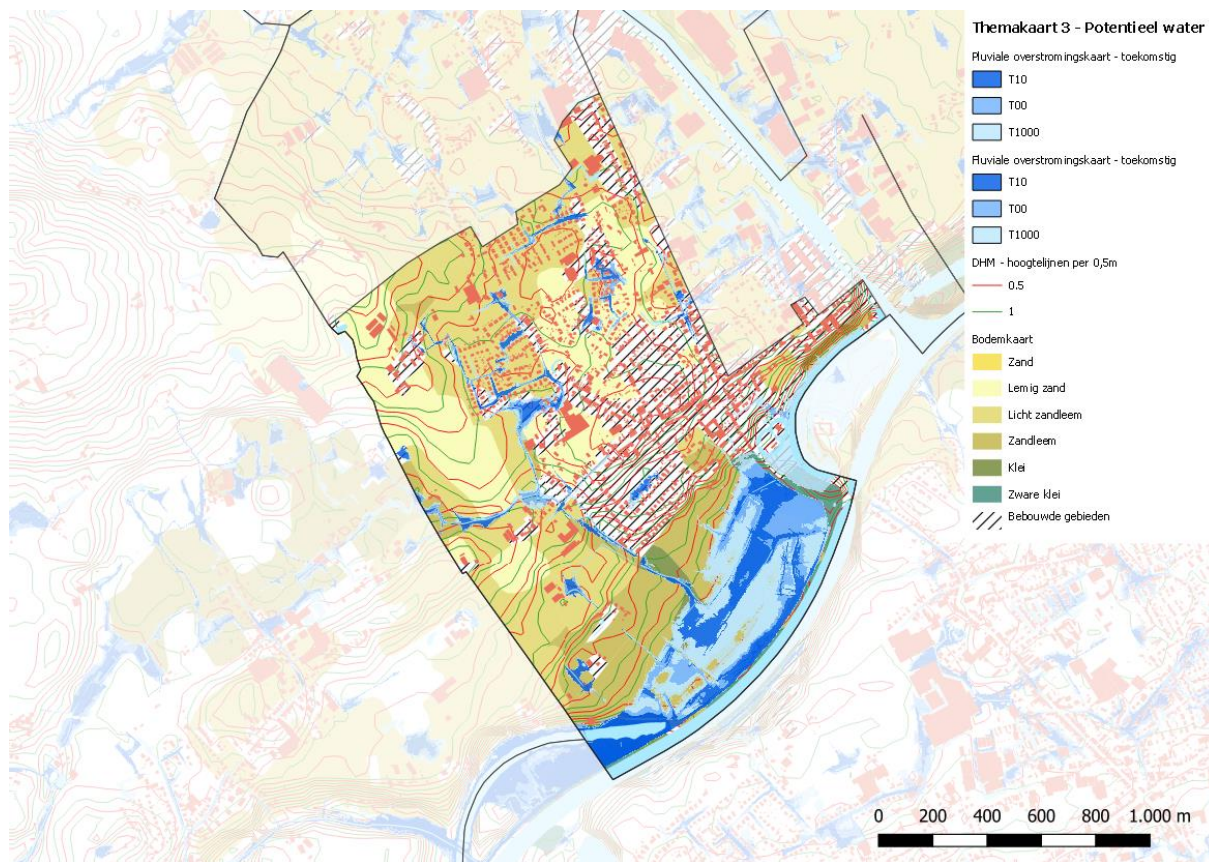 Themakaart 3 - Potentieel water
Pluviale overstromingskaart - toekomstig
T10
T00
T1000
Fluviale overstromingskaart - toekomstig
T10
T00
T1000
DHM - hoogtelijnen per 0,5m
0.5
1
Bodemkaart
Zand
Lemig zand
Licht zandleem
Zandleem
Klei
Zware klei
Bebouwde gebieden
0 200 400 600 800 1.000 m